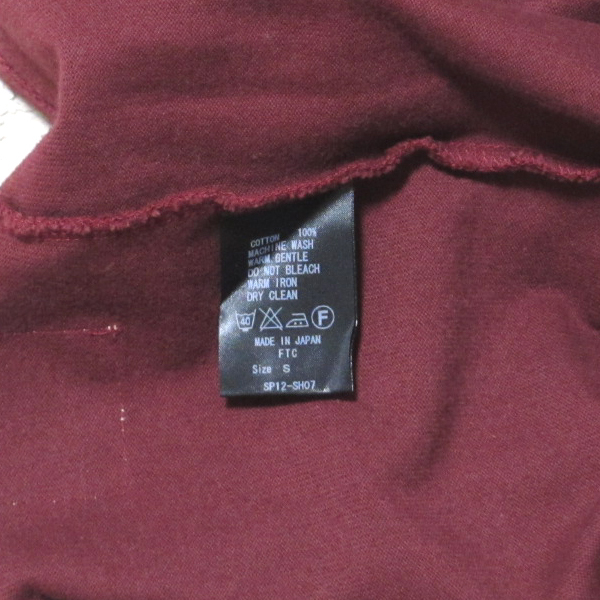 COTTON 100%
MACHINE WASH
WARM,GENTLE
DO NOT BLEACH
WARM IRON
DRY CLEAN
40 F
MADE IN JAPAN
FTC
Size S
SP12-SH07